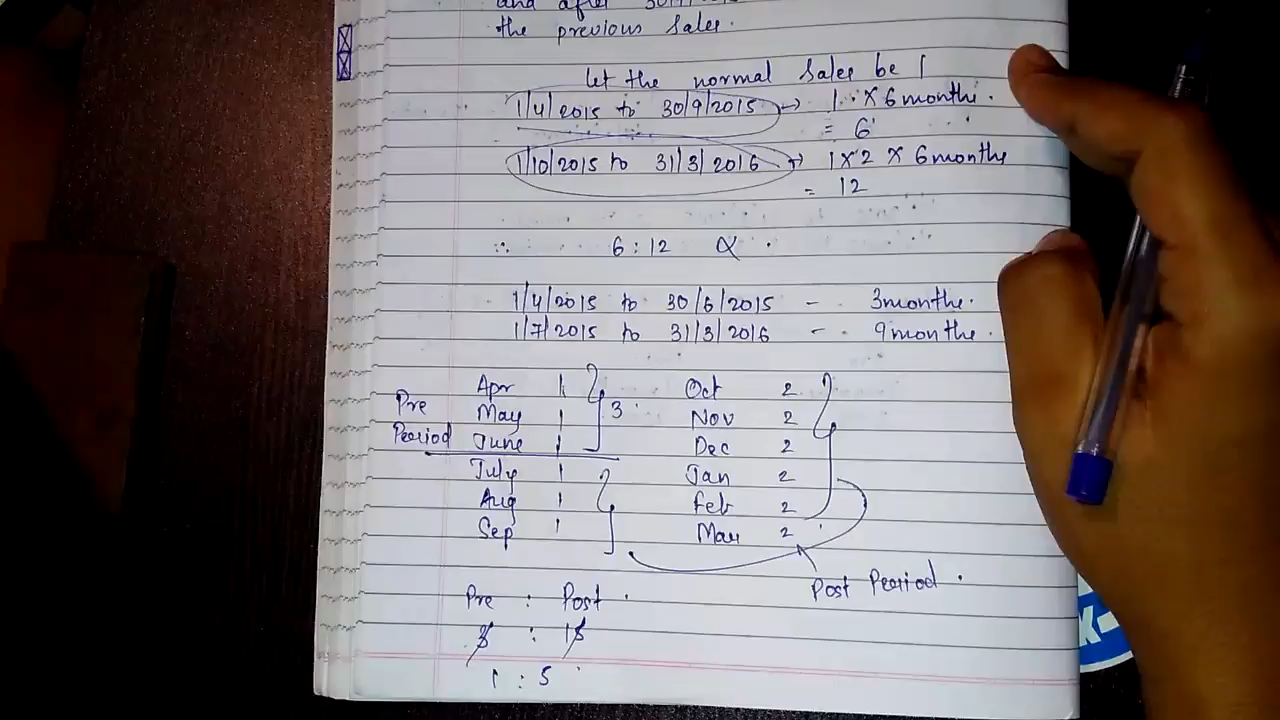 and after 30/
the previous Sales.
Let the normal Sales be 1
1/4/2015 to 30/9/2015 → 1 × 6 months.
= 6
1/10/2015 to 31/3/2016 → 1 × 2 × 6 months
= 12
∴ 6 : 12 ×
1/4/2015 to 30/6/2015 - 3 months.
1/7/2015 to 31/3/2016 - 9 months.
Apr 1 Oct 2
Pre May 1 3 Nov 2
Period June 1 Dec 2
July 1 Jan 2
Aug 1 Feb 2
Sep 1 Mar 2
Post Period.
Pre : Post.
3 : 15
1 : 5